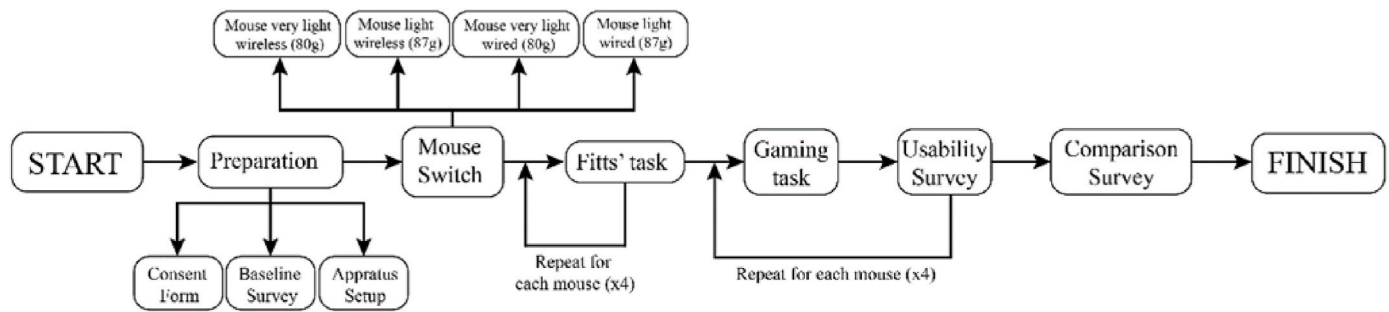 Mouse very light
wireless (80g)
Mouse light
wireless (87g)
Mouse very light
wired (80g)
Mouse light
wired (87g)
START
Preparation
Mouse
Switch
Fitts' task
Gaming
task
Usability
Survey
Comparison
Survey
FINISH
Consent
Form
Baseline
Survey
Appratus
Setup
Repeat for
each mouse (x4)
Repeat for each mouse (x4)